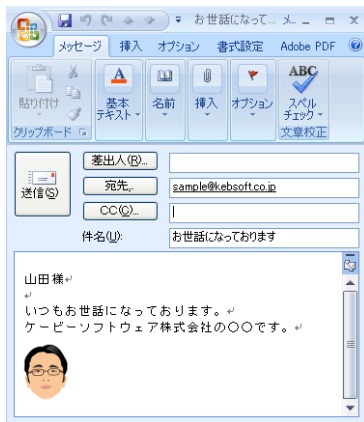 お世話になって... メ...
メッセージ 挿入 オプション 書式設定 Adobe PDF
貼り付け
基本テキスト
名前
挿入
オプション
ABC
スペルチェック
クリップボード
文章校正
差出人(R)...
送信(S)
宛先...
sample@kebsoft.co.jp
CC(C)...
件名(U):
お世話になっております
山田様↵
↵
いつもお世話になっております。↵
ケービーソフトウェア株式会社の〇〇です。↵